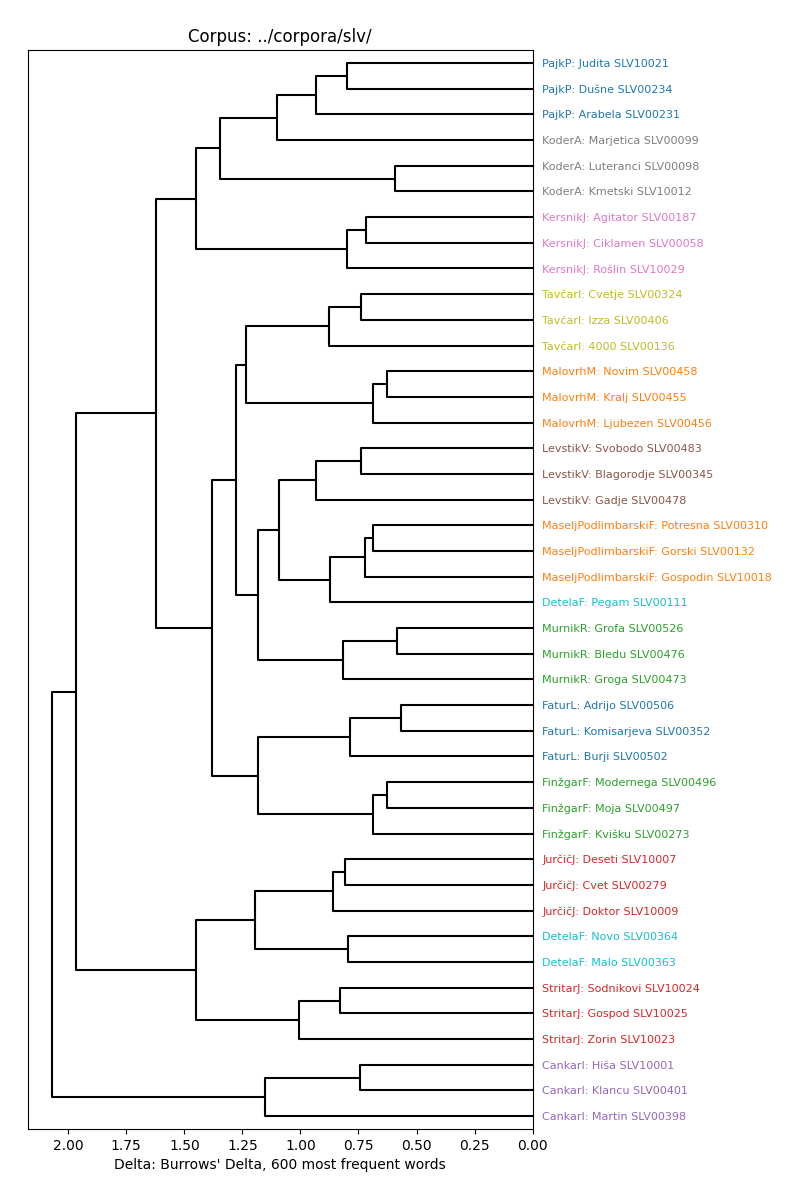 Corpus: ../corpora/slv/
PajkP: Judita SLV10021
PajkP: Dušne SLV00234
PajkP: Arabela SLV00231
KoderA: Marjetica SLV00099
KoderA: Luteranci SLV00098
KoderA: Kmetski SLV10012
KersnikJ: Agitator SLV00187
KersnikJ: Ciklamen SLV00058
KersnikJ: Rošlin SLV10029
TavčarI: Cvetje SLV00324
TavčarI: Izza SLV00406
TavčarI: 4000 SLV00136
MalovrhM: Novim SLV00458
MalovrhM: Kralj SLV00455
MalovrhM: Ljubezen SLV00456
LevstikV: Svobodo SLV00483
LevstikV: Blagorodje SLV00345
LevstikV: Gadje SLV00478
MaseljPodlimbarskiF: Potresna SLV00310
MaseljPodlimbarskiF: Gorski SLV00132
MaseljPodlimbarskiF: Gospodin SLV10018
DetelaF: Pegam SLV00111
MurnikR: Grofa SLV00526
MurnikR: Bledu SLV00476
MurnikR: Groga SLV00473
FaturL: Adrijo SLV00506
FaturL: Komisarjeva SLV00352
FaturL: Burji SLV00502
FinžgarF: Modernega SLV00496
FinžgarF: Moja SLV00497
FinžgarF: Kvišku SLV00273
JurčičJ: Deseti SLV10007
JurčičJ: Cvet SLV00279
JurčičJ: Doktor SLV10009
DetelaF: Novo SLV00364
DetelaF: Malo SLV00363
StritarJ: Sodnikovi SLV10024
StritarJ: Gospod SLV10025
StritarJ: Zorin SLV10023
CankarI: Hiša SLV10001
CankarI: Klancu SLV00401
CankarI: Martin SLV00398
2.00 1.75 1.50 1.25 1.00 0.75 0.50 0.25 0.00
Delta: Burrows' Delta, 600 most frequent words